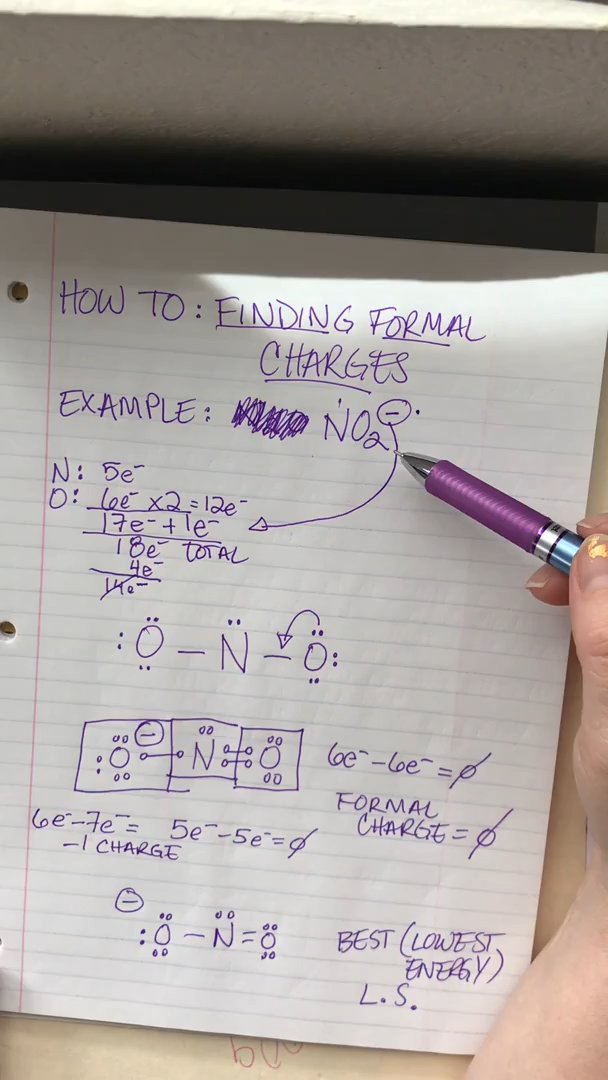 HOW TO: FINDING FORMAL
CHARGES
EXAMPLE: NO2⊖
N: 5e⁻
O: 6e⁻ x2 = 12e⁻
17e⁻ + 1e⁻
18e⁻ TOTAL
4e⁻
14e⁻
:Ö — N̈ — Ö:
:Ö⊖ — N̈ :: Ö
6e⁻ - 6e⁻ = ∅
FORMAL
CHARGE = ∅
6e⁻ - 7e⁻ =
-1 CHARGE
5e⁻ - 5e⁻ = ∅
⊖
:Ö — N̈ = Ö
BEST (LOWEST
ENERGY)
L.S.